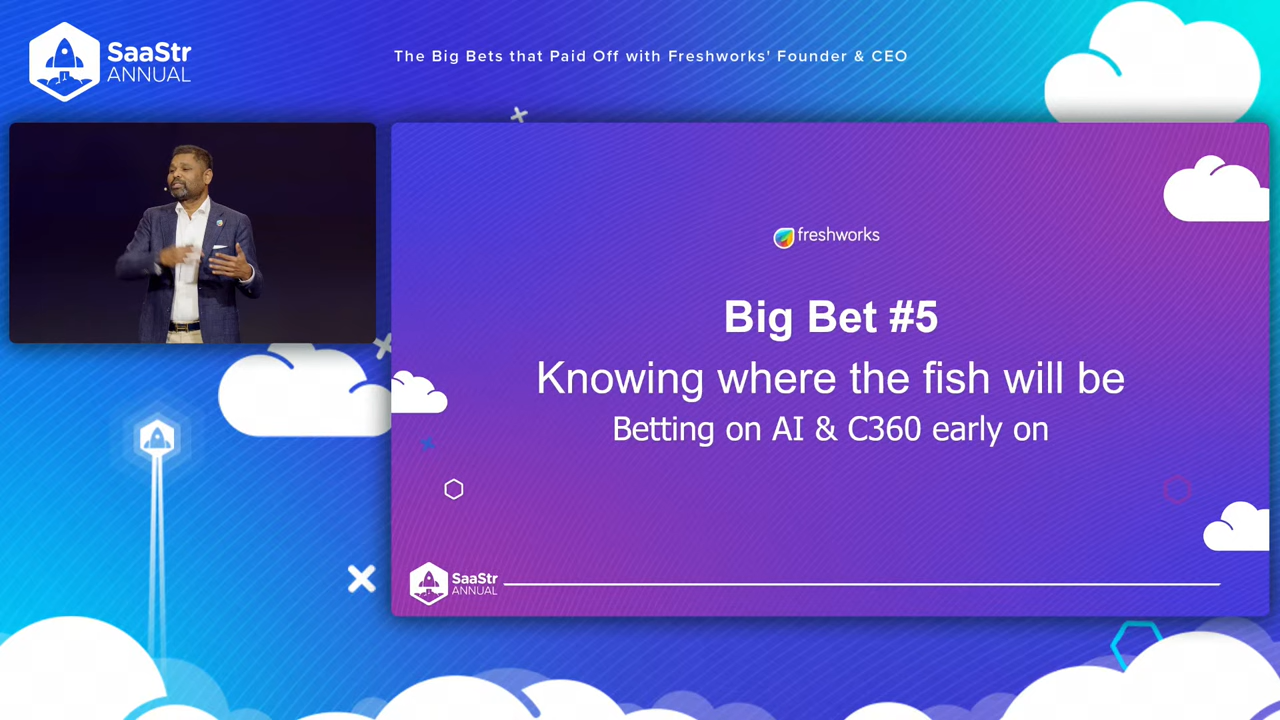 SaaStr
ANNUAL
The Big Bets that Paid Off with Freshworks' Founder & CEO
freshworks
Big Bet #5
Knowing where the fish will be
Betting on AI & C360 early on
SaaStr
ANNUAL